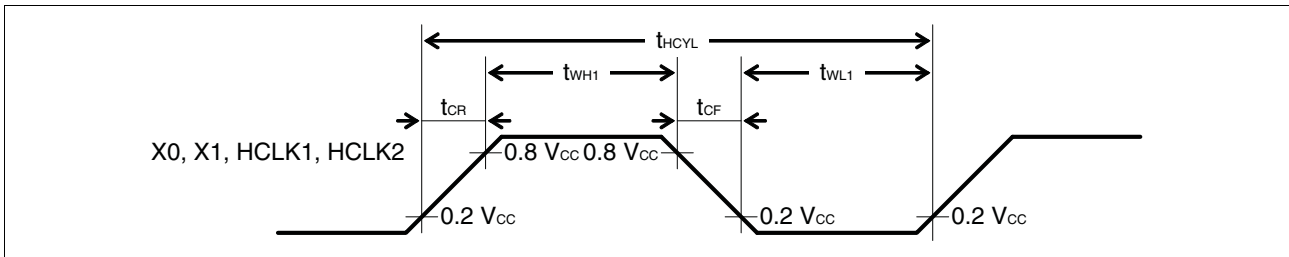 tHCYL
tWH1 tWL1
tCR tCF
X0, X1, HCLK1, HCLK2 0.8 VCC 0.8 VCC
0.2 VCC 0.2 VCC 0.2 VCC